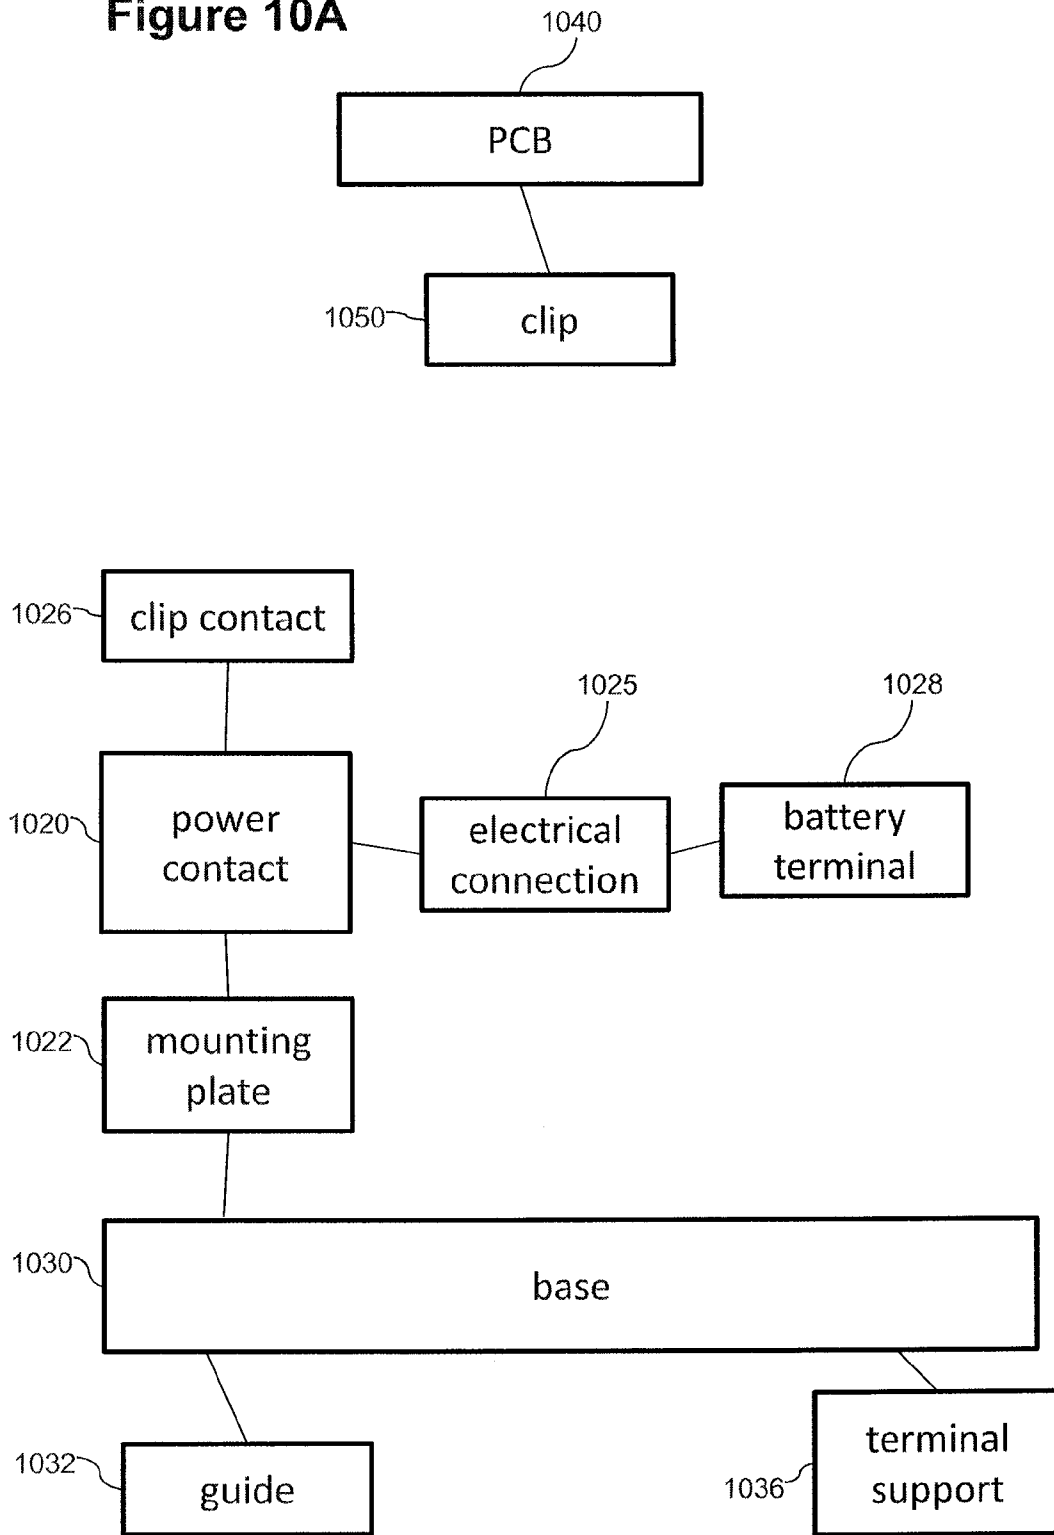 Figure 10A
1040
PCB
1050
clip
1026
clip contact
1025
1028
1020
power
contact
electrical
connection
battery
terminal
1022
mounting
plate
1030
base
1032
guide
1036
terminal
support